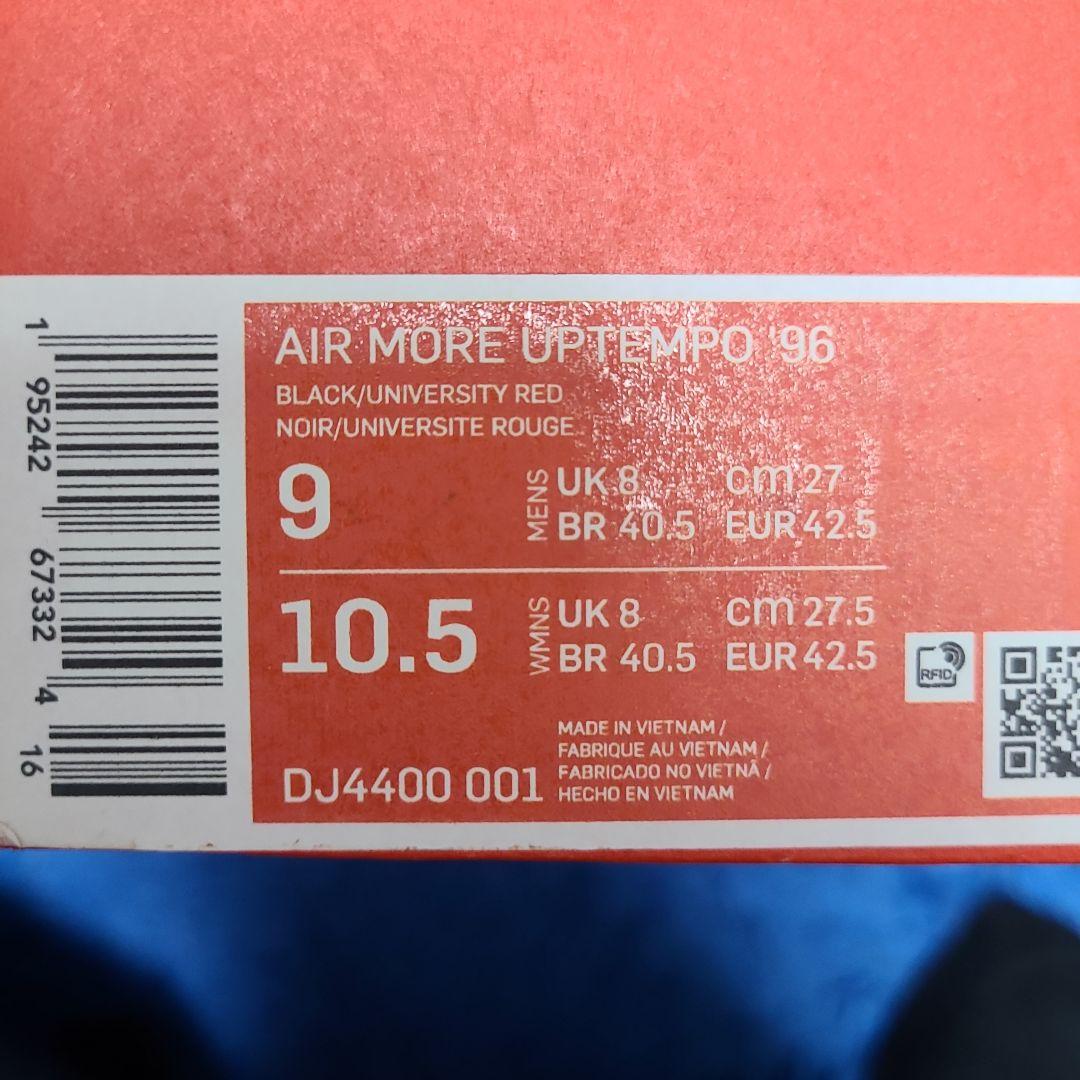 AIR MORE UPTEMPO '96
BLACK/UNIVERSITY RED
NOIR/UNIVERSITE ROUGE
9 MENS UK 8 cm 27
BR 40.5 EUR 42.5
10.5 WMNS UK 8 cm 27.5
BR 40.5 EUR 42.5
RFID
MADE IN VIETNAM /
FABRIQUE AU VIETNAM /
FABRICADO NO VIETNÃ /
HECHO EN VIETNAM
DJ4400 001
1 95242 67332 4 16